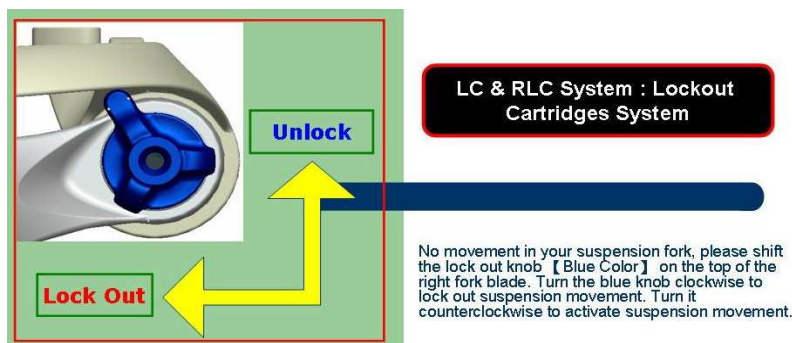 Unlock
Lock Out
LC & RLC System : Lockout
Cartridges System
No movement in your suspension fork, please shift
the lock out knob 【Blue Color】 on the top of the
right fork blade. Turn the blue knob clockwise to
lock out suspension movement. Turn it
counterclockwise to activate suspension movement.